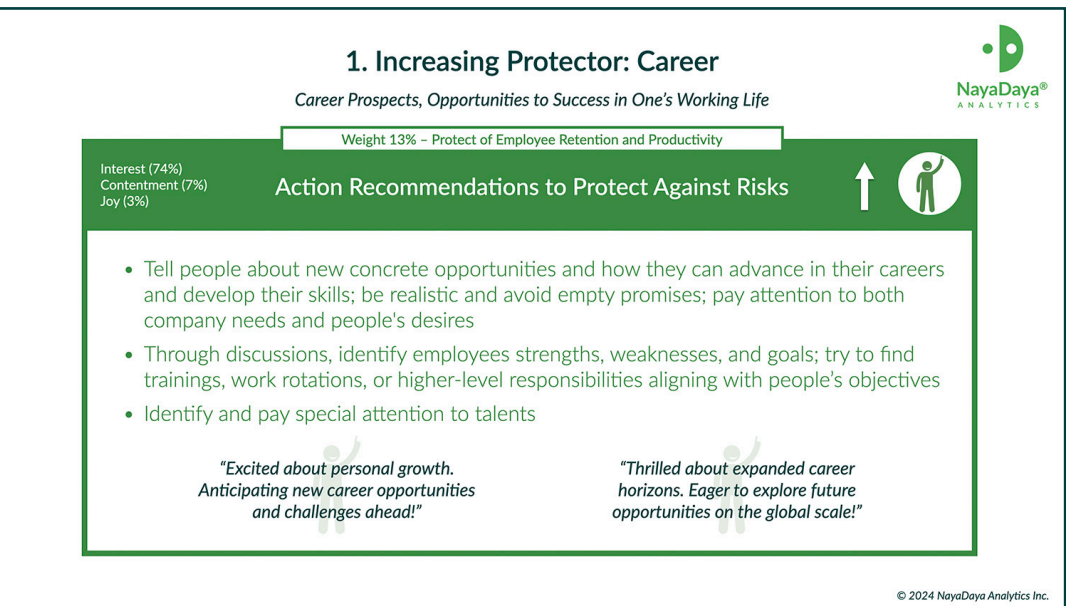 1. Increasing Protector: Career
Career Prospects, Opportunities to Success in One's Working Life
NayaDaya®
ANALYTICS
Weight 13% – Protect of Employee Retention and Productivity
Interest (74%)
Contentment (7%)
Joy (3%)
Action Recommendations to Protect Against Risks
• Tell people about new concrete opportunities and how they can advance in their careers
and develop their skills; be realistic and avoid empty promises; pay attention to both
company needs and people's desires
• Through discussions, identify employees strengths, weaknesses, and goals; try to find
trainings, work rotations, or higher-level responsibilities aligning with people’s objectives
• Identify and pay special attention to talents
“Excited about personal growth.
Anticipating new career opportunities
and challenges ahead!”
“Thrilled about expanded career
horizons. Eager to explore future
opportunities on the global scale!”
© 2024 NayaDaya Analytics Inc.